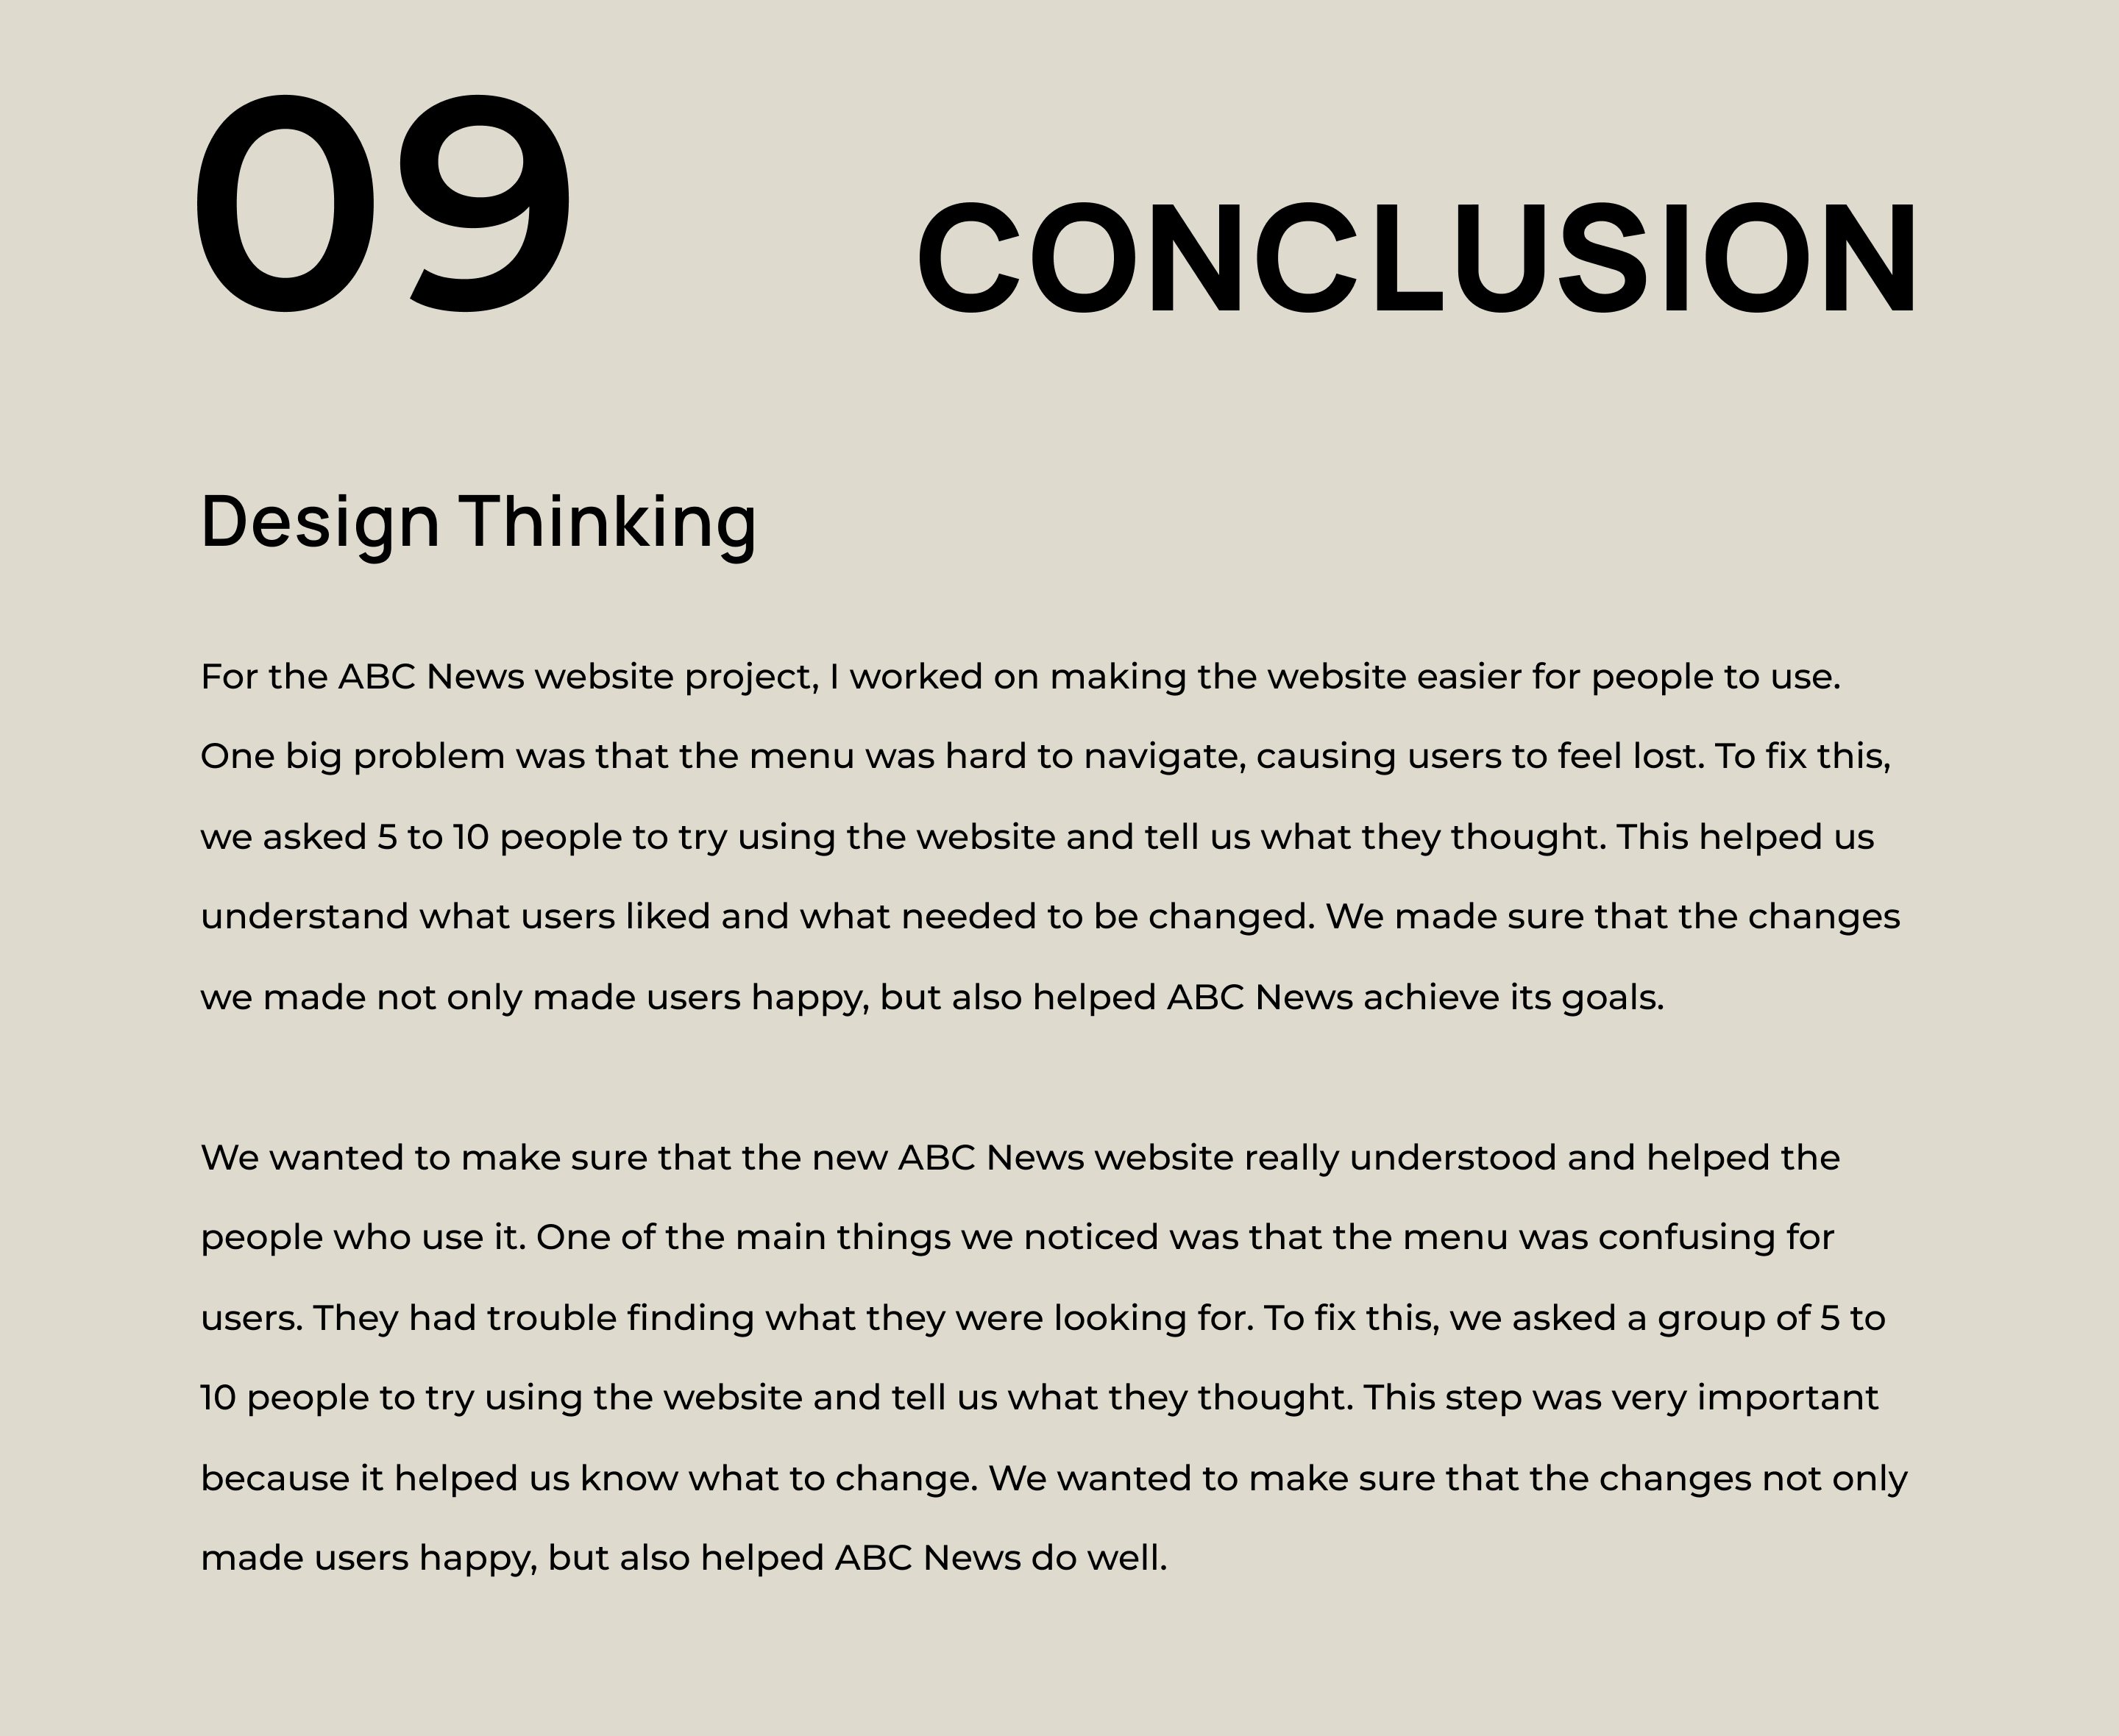 09
CONCLUSION
Design Thinking
For the ABC News website project, I worked on making the website easier for people to use.
One big problem was that the menu was hard to navigate, causing users to feel lost. To fix this,
we asked 5 to 10 people to try using the website and tell us what they thought. This helped us
understand what users liked and what needed to be changed. We made sure that the changes
we made not only made users happy, but also helped ABC News achieve its goals.
We wanted to make sure that the new ABC News website really understood and helped the
people who use it. One of the main things we noticed was that the menu was confusing for
users. They had trouble finding what they were looking for. To fix this, we asked a group of 5 to
10 people to try using the website and tell us what they thought. This step was very important
because it helped us know what to change. We wanted to make sure that the changes not only
made users happy, but also helped ABC News do well.